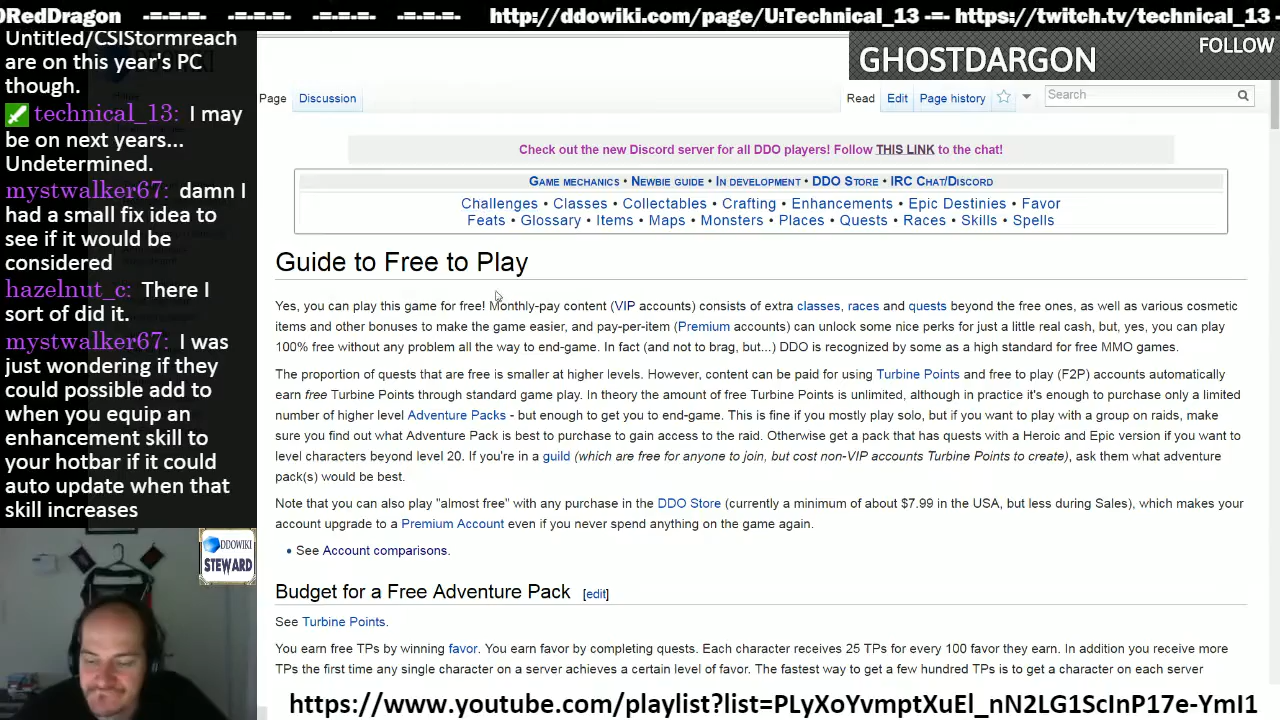 0RedDragon -=-=-=- -=-=-=- -=-=-=- -=-=-=- http://ddowiki.com/page/U:Technical_13 -=- https://twitch.tv/technical_13 -=
Untitled/CSIStormreach
are on this year's PC
though.
technical_13: I may
be on next years...
Undetermined.
mystwalker67: damn I
had a small fix idea to
see if it would be
considered
hazelnut_c: There I
sort of did it.
mystwalker67: I was
just wondering if they
could possible add to
when you equip an
enhancement skill to
your hotbar if it could
auto update when that
skill increases
DDOWIKI
STEWARD
GHOSTDARGON
FOLLOW
Page Discussion Read Edit Page history Search
Check out the new Discord server for all DDO players! Follow THIS LINK to the chat!
Game mechanics • Newbie guide • In development • DDO Store • IRC Chat/Discord
Challenges • Classes • Collectables • Crafting • Enhancements • Epic Destinies • Favor
Feats • Glossary • Items • Maps • Monsters • Places • Quests • Races • Skills • Spells
Guide to Free to Play
Yes, you can play this game for free! Monthly-pay content (VIP accounts) consists of extra classes, races and quests beyond the free ones, as well as various cosmetic
items and other bonuses to make the game easier, and pay-per-item (Premium accounts) can unlock some nice perks for just a little real cash, but, yes, you can play
100% free without any problem all the way to end-game. In fact (and not to brag, but...) DDO is recognized by some as a high standard for free MMO games.
The proportion of quests that are free is smaller at higher levels. However, content can be paid for using Turbine Points and free to play (F2P) accounts automatically
earn free Turbine Points through standard game play. In theory the amount of free Turbine Points is unlimited, although in practice it's enough to purchase only a limited
number of higher level Adventure Packs - but enough to get you to end-game. This is fine if you mostly play solo, but if you want to play with a group on raids, make
sure you find out what Adventure Pack is best to purchase to gain access to the raid. Otherwise get a pack that has quests with a Heroic and Epic version if you want to
level characters beyond level 20. If you're in a guild (which are free for anyone to join, but cost non-VIP accounts Turbine Points to create), ask them what adventure
pack(s) would be best.
Note that you can also play "almost free" with any purchase in the DDO Store (currently a minimum of about $7.99 in the USA, but less during Sales), which makes your
account upgrade to a Premium Account even if you never spend anything on the game again.
• See Account comparisons.
Budget for a Free Adventure Pack [edit]
See Turbine Points.
You earn free TPs by winning favor. You earn favor by completing quests. Each character receives 25 TPs for every 100 favor they earn. In addition you receive more
TPs the first time any single character on a server achieves a certain level of favor. The fastest way to get a few hundred TPs is to get a character on each server
https://www.youtube.com/playlist?list=PLyXoYvmptXuEl_nN2LG1ScInP17e-YmI1